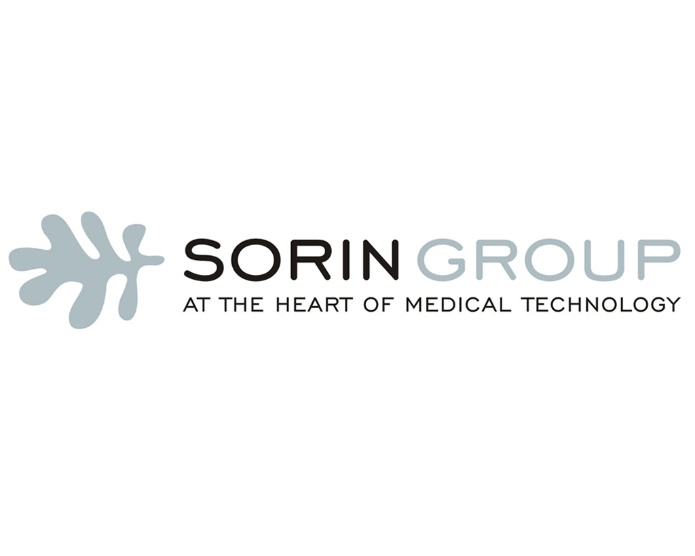 SORIN GROUP
AT THE HEART OF MEDICAL TECHNOLOGY